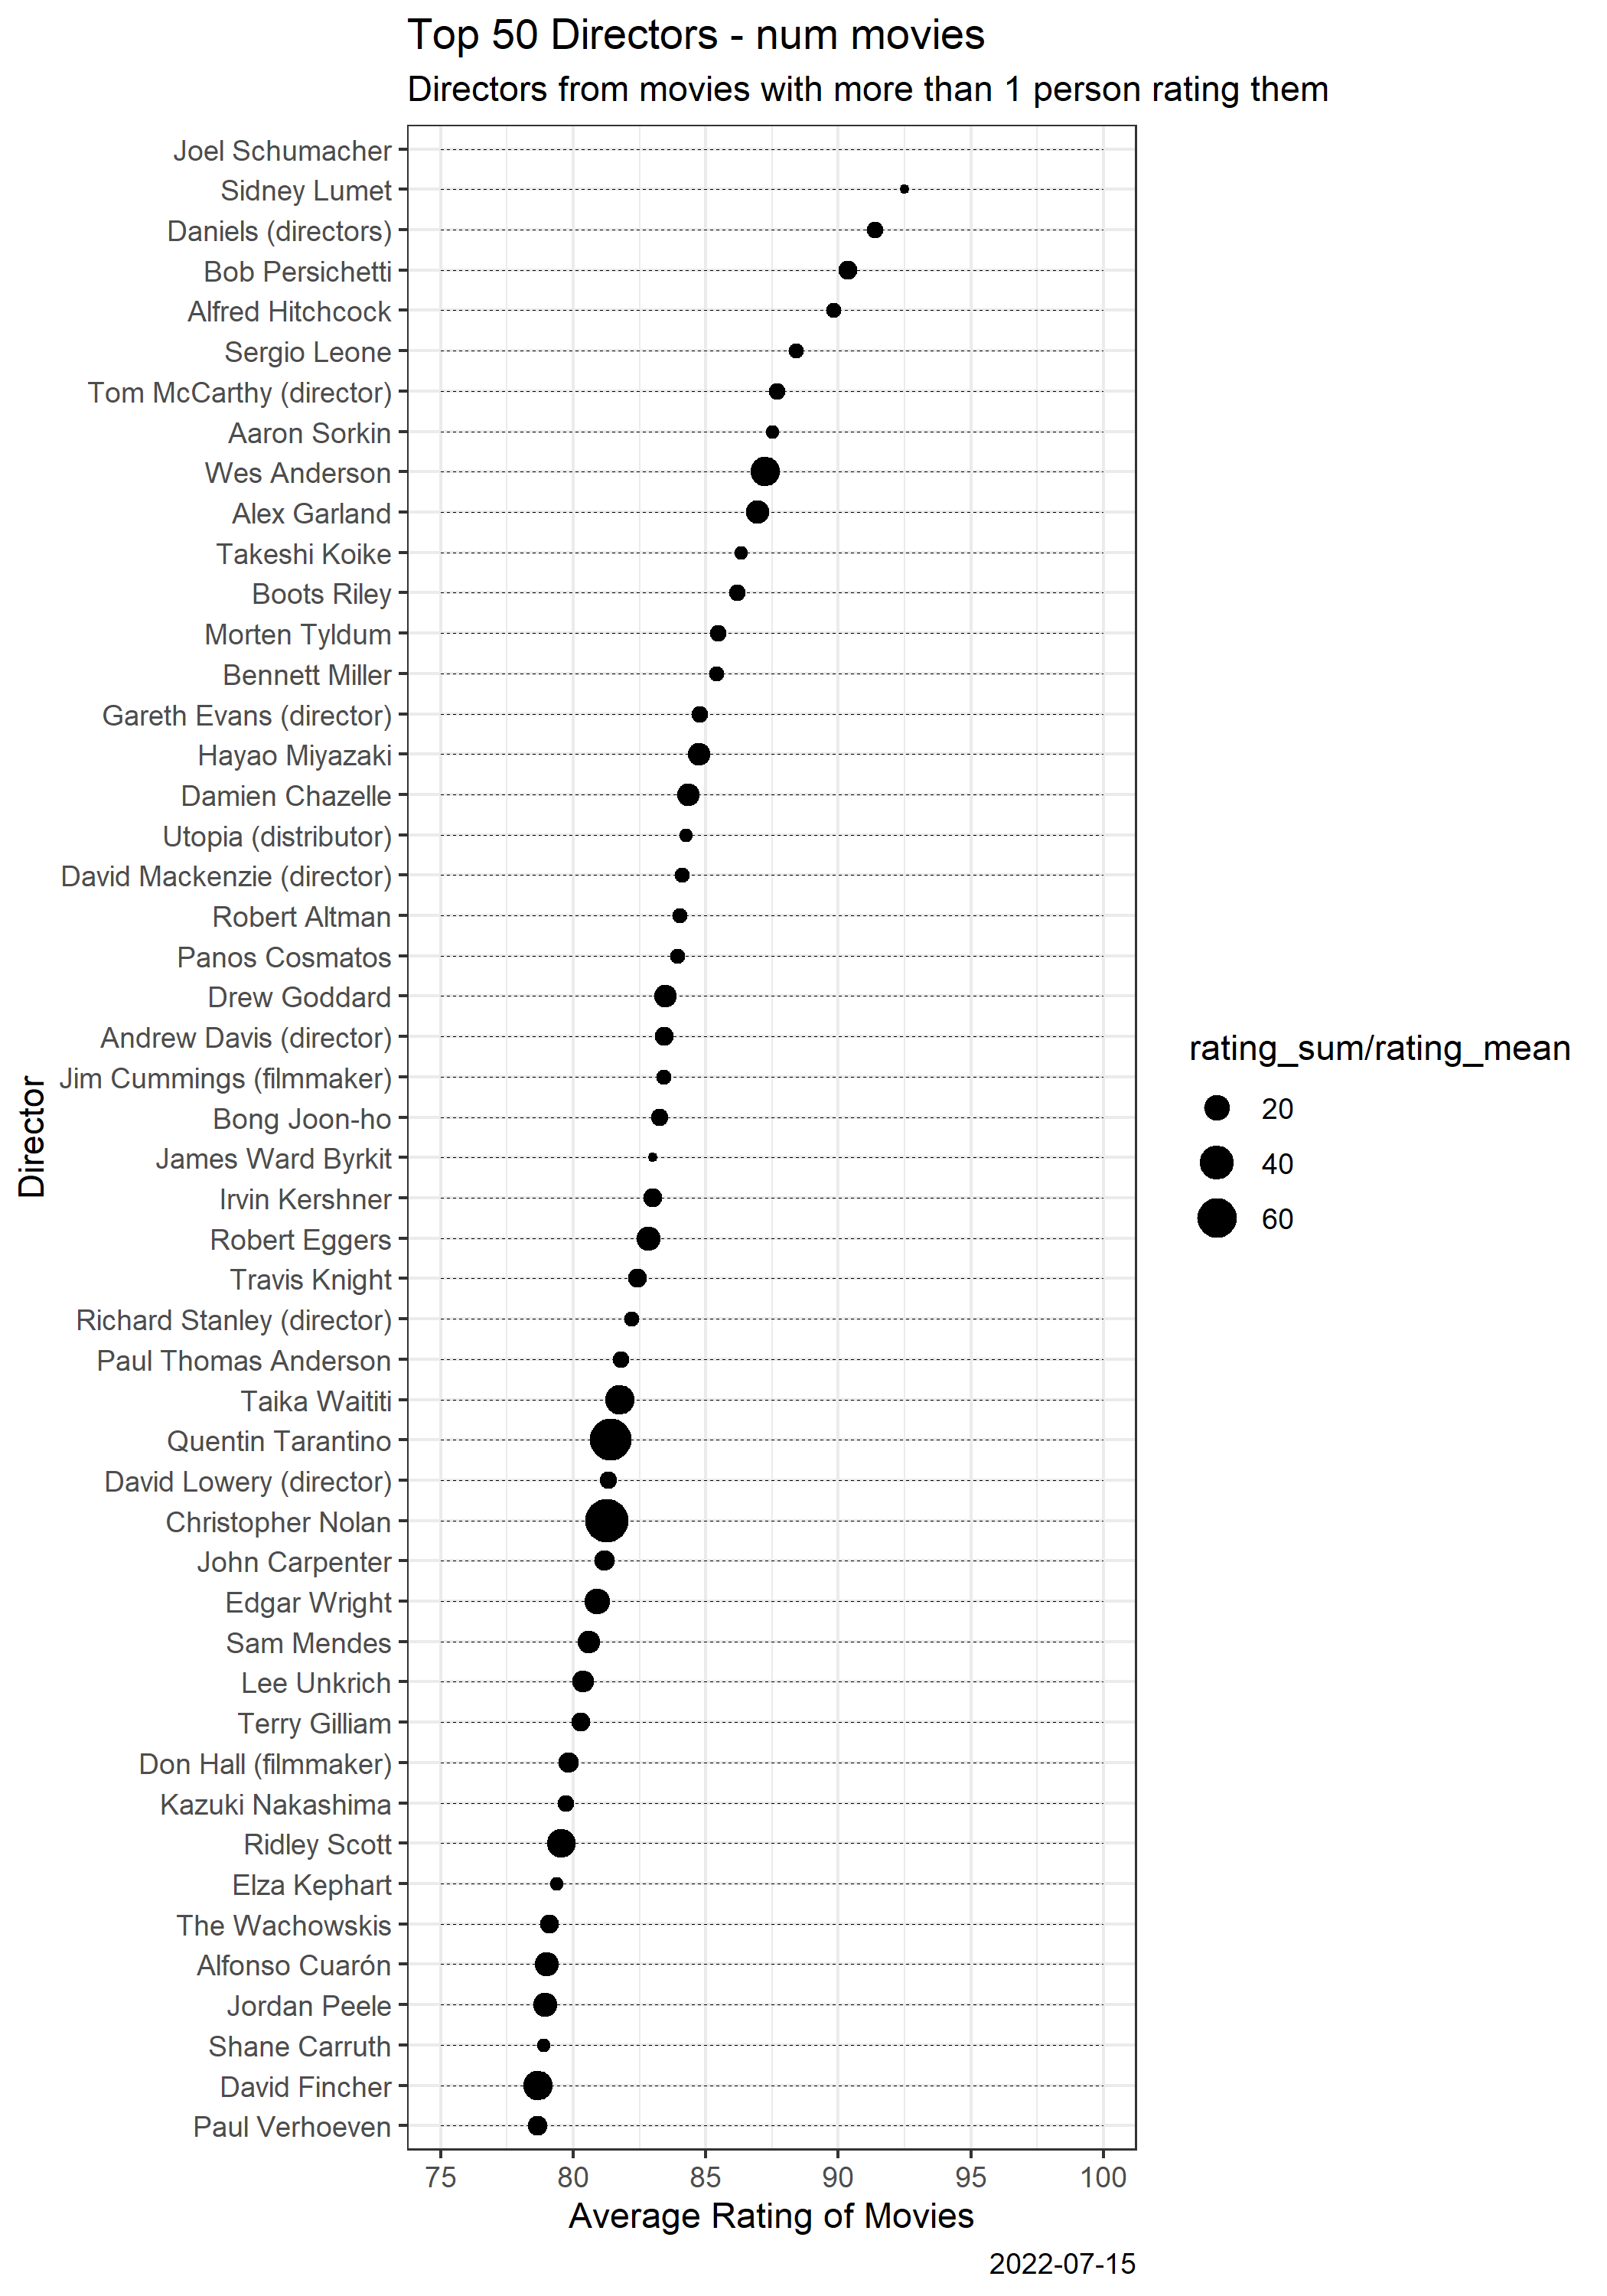 Top 50 Directors - num movies
Directors from movies with more than 1 person rating them
Director
Joel Schumacher
Sidney Lumet
Daniels (directors)
Bob Persichetti
Alfred Hitchcock
Sergio Leone
Tom McCarthy (director)
Aaron Sorkin
Wes Anderson
Alex Garland
Takeshi Koike
Boots Riley
Morten Tyldum
Bennett Miller
Gareth Evans (director)
Hayao Miyazaki
Damien Chazelle
Utopia (distributor)
David Mackenzie (director)
Robert Altman
Panos Cosmatos
Drew Goddard
Andrew Davis (director)
Jim Cummings (filmmaker)
Bong Joon-ho
James Ward Byrkit
Irvin Kershner
Robert Eggers
Travis Knight
Richard Stanley (director)
Paul Thomas Anderson
Taika Waititi
Quentin Tarantino
David Lowery (director)
Christopher Nolan
John Carpenter
Edgar Wright
Sam Mendes
Lee Unkrich
Terry Gilliam
Don Hall (filmmaker)
Kazuki Nakashima
Ridley Scott
Elza Kephart
The Wachowskis
Alfonso Cuarón
Jordan Peele
Shane Carruth
David Fincher
Paul Verhoeven
75 80 85 90 95 100
Average Rating of Movies
rating_sum/rating_mean
20
40
60
2022-07-15